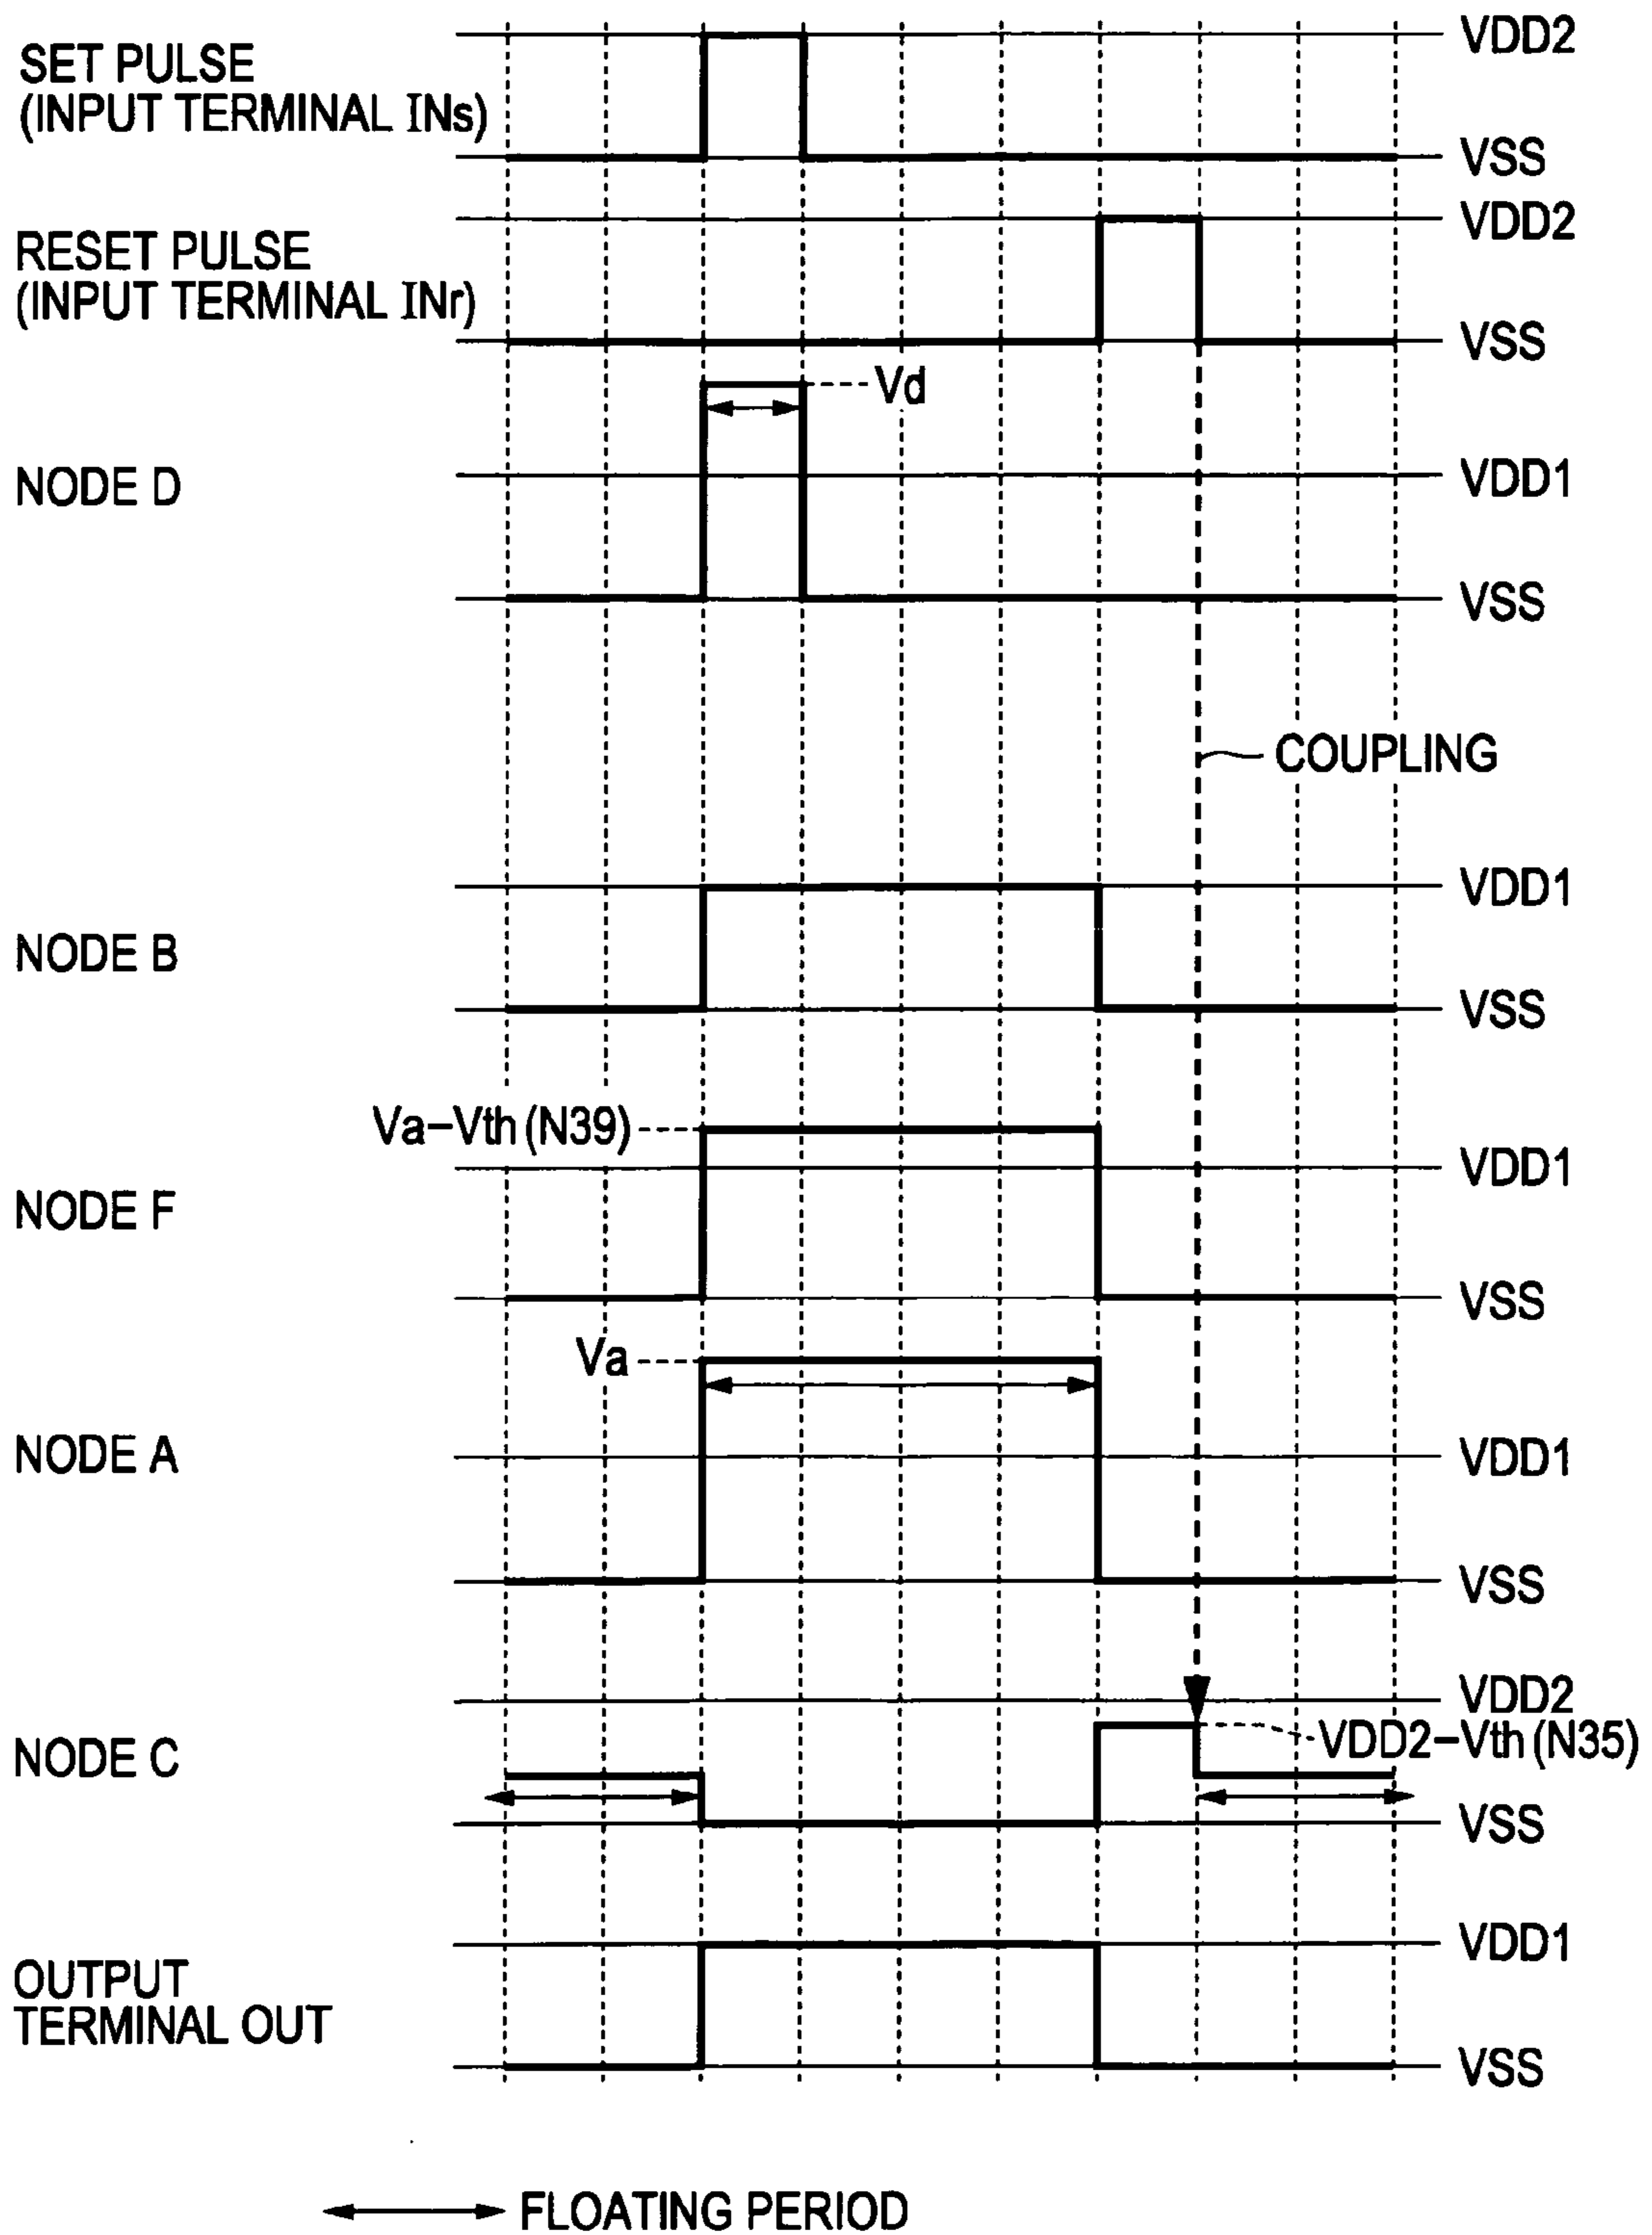 VDD2
SET PULSE
(INPUT TERMINAL INs)
VSS
VDD2
RESET PULSE
(INPUT TERMINAL INr)
VSS
Vd
NODE D
VDD1
VSS
COUPLING
VDD1
NODE B
VSS
Va−Vth (N39)
VDD1
NODE F
VSS
Va
NODE A
VDD1
VSS
VDD2
VDD2−Vth (N35)
NODE C
VSS
VDD1
OUTPUT
TERMINAL OUT
VSS
FLOATING PERIOD